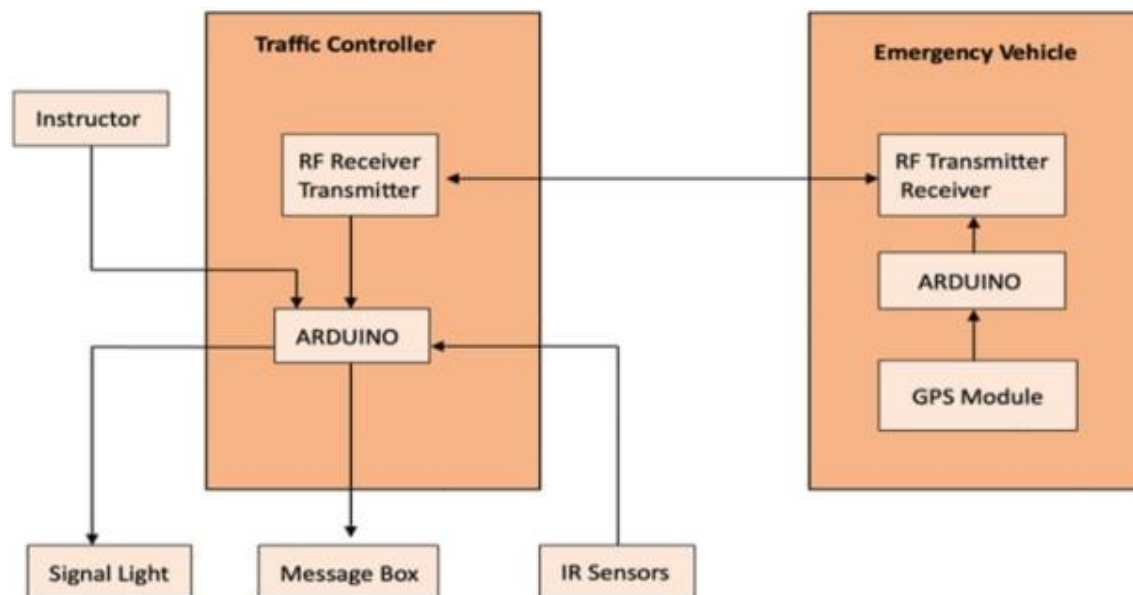 Traffic Controller
Emergency Vehicle
Instructor
RF Receiver
Transmitter
RF Transmitter
Receiver
ARDUINO
ARDUINO
GPS Module
Signal Light
Message Box
IR Sensors